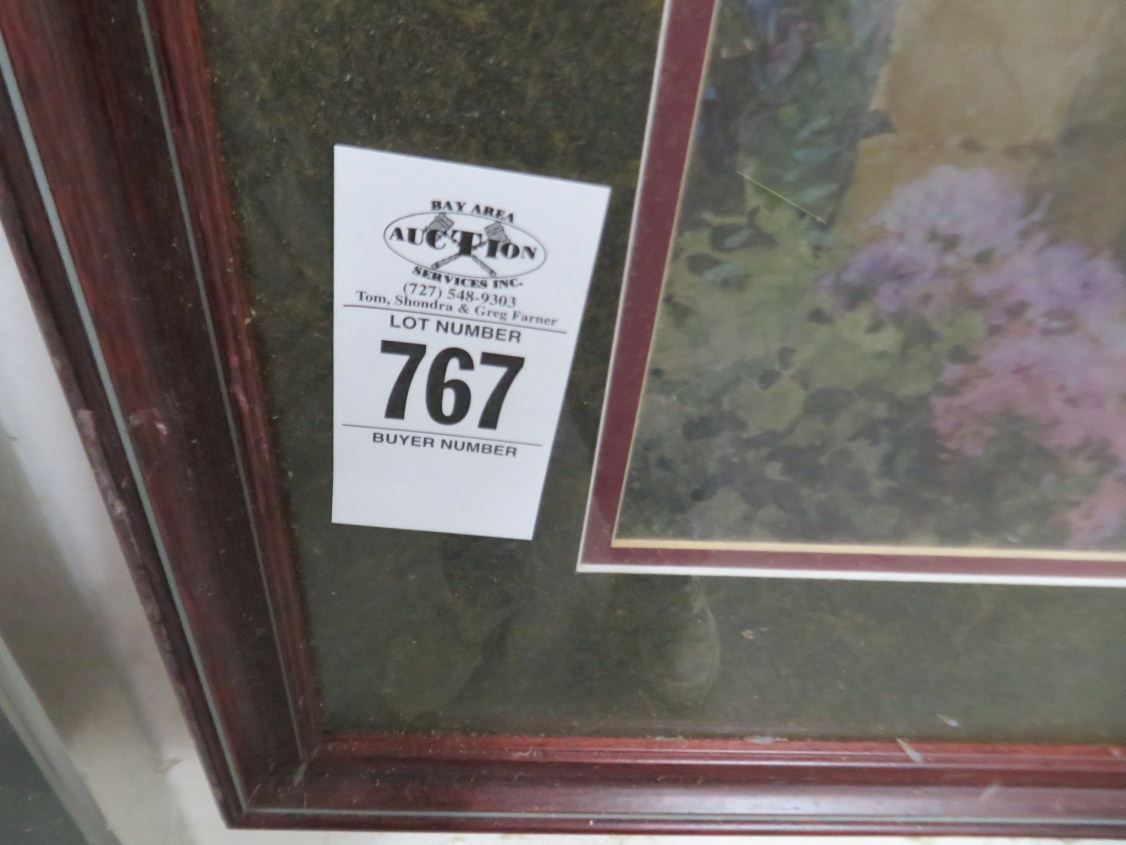 BAY AREA
AUCTION
SERVICES INC.
(727) 548-9303
Tom, Shondra & Greg Farner
LOT NUMBER
767
BUYER NUMBER